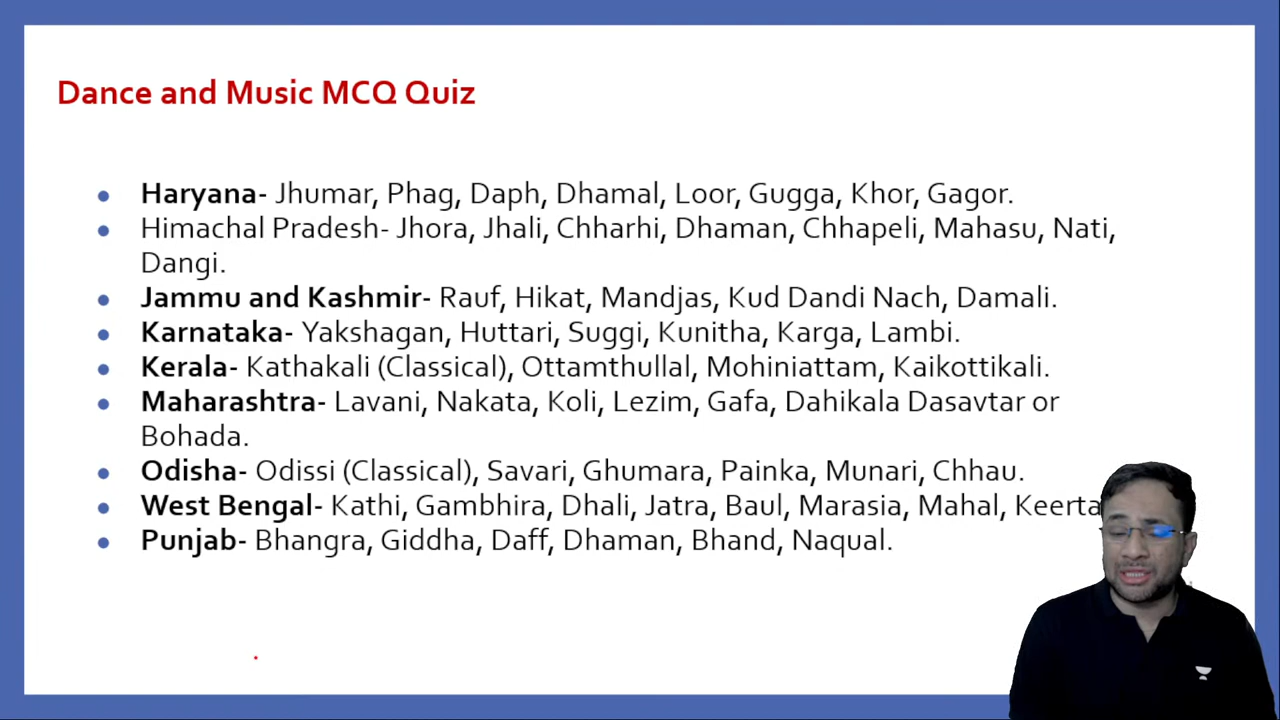 Dance and Music MCQ Quiz
• Haryana- Jhumar, Phag, Daph, Dhamal, Loor, Gugga, Khor, Gagor.
• Himachal Pradesh- Jhora, Jhali, Chharhi, Dhaman, Chhapeli, Mahasu, Nati,
Dangi.
• Jammu and Kashmir- Rauf, Hikat, Mandjas, Kud Dandi Nach, Damali.
• Karnataka- Yakshagan, Huttari, Suggi, Kunitha, Karga, Lambi.
• Kerala- Kathakali (Classical), Ottamthullal, Mohiniattam, Kaikottikali.
• Maharashtra- Lavani, Nakata, Koli, Lezim, Gafa, Dahikala Dasavtar or
Bohada.
• Odisha- Odissi (Classical), Savari, Ghumara, Painka, Munari, Chhau.
• West Bengal- Kathi, Gambhira, Dhali, Jatra, Baul, Marasia, Mahal,
• Punjab- Bhangra, Giddha, Daff, Dhaman, Bhand, Naqual.